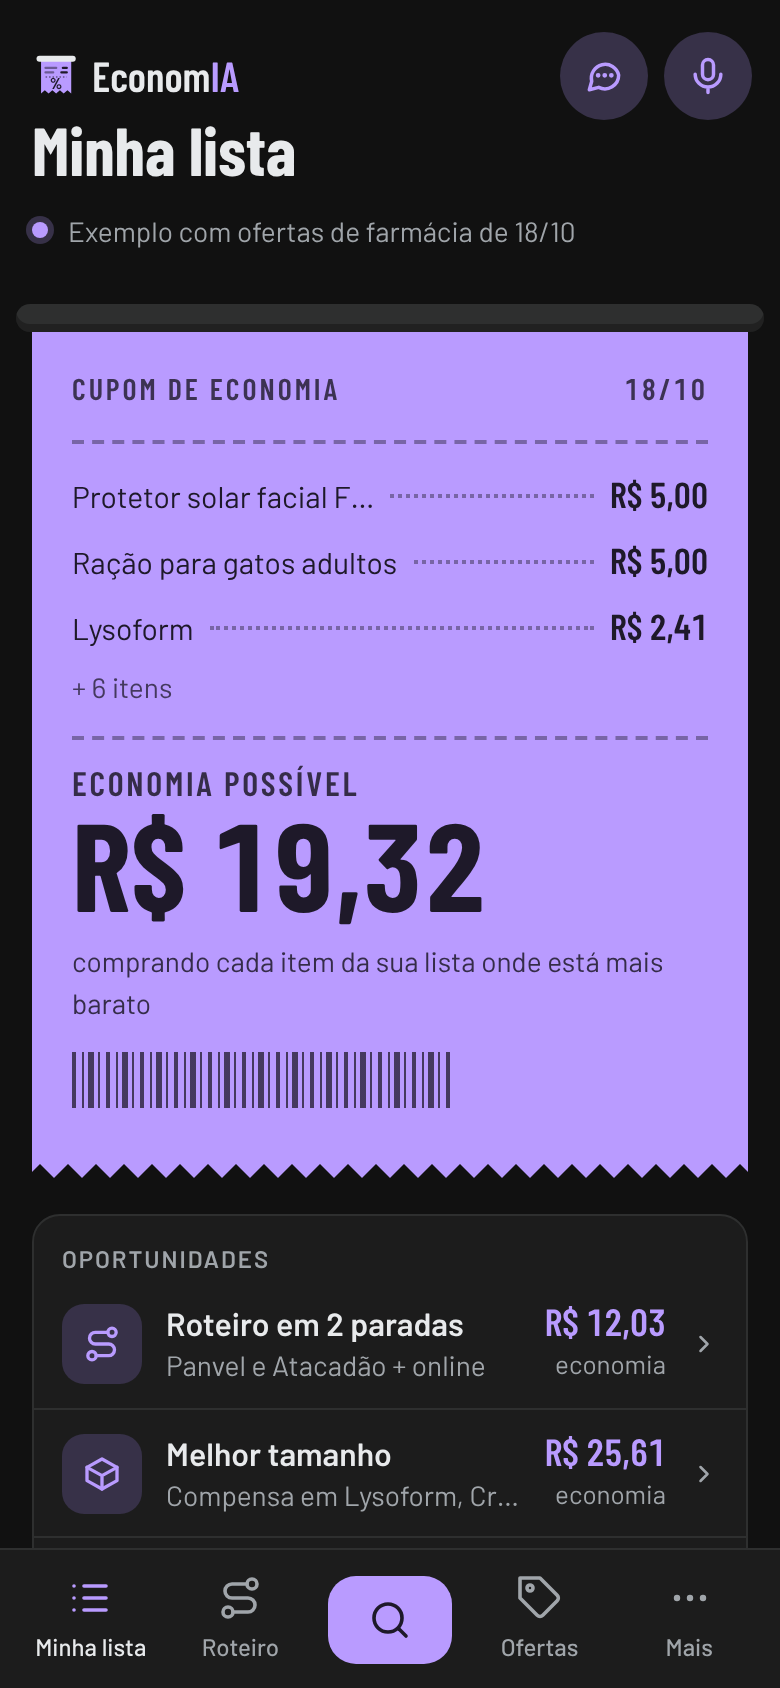 EconomIA
Minha lista
Exemplo com ofertas de farmácia de 18/10
CUPOM DE ECONOMIA 18/10
Protetor solar facial F... R$ 5,00
Ração para gatos adultos R$ 5,00
Lysoform R$ 2,41
+ 6 itens
ECONOMIA POSSÍVEL
R$ 19,32
comprando cada item da sua lista onde está mais
barato
OPORTUNIDADES
Roteiro em 2 paradas R$ 12,03
Panvel e Atacadão + online economia
Melhor tamanho R$ 25,61
Compensa em Lysoform, Cr... economia
Minha lista Roteiro Ofertas Mais